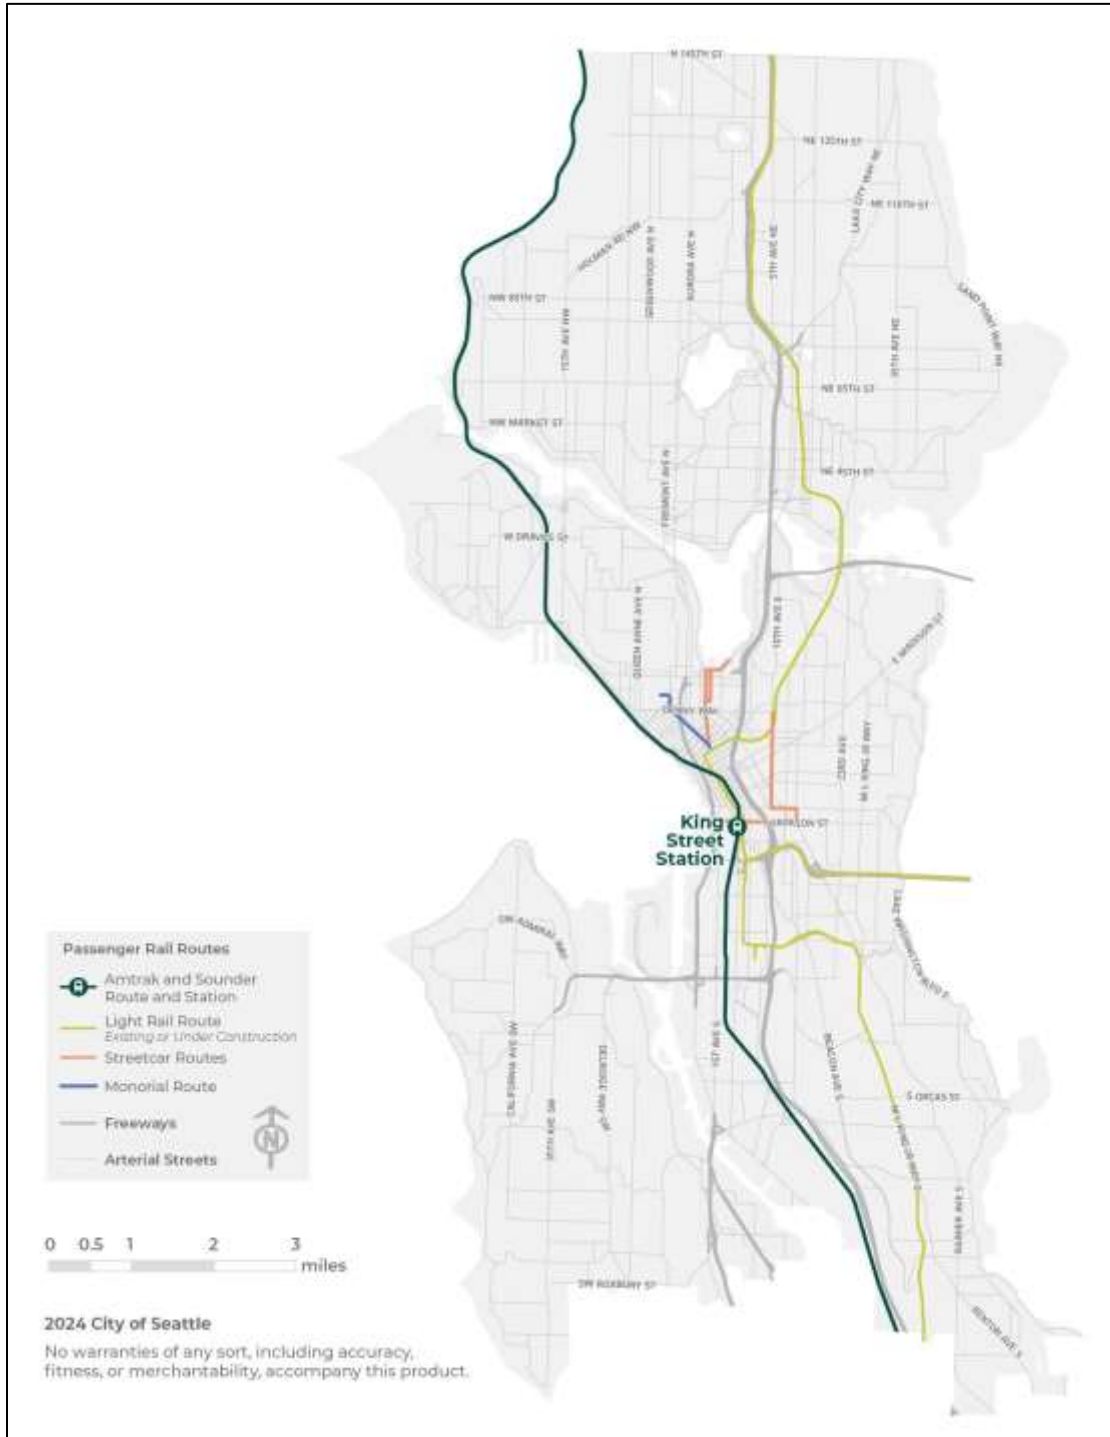 N 145TH ST
NE 120TH ST
LAKE CITY WAY NE
NE 110TH ST
HOLMAN RD NW
GREENWOOD AVE N
AURORA AVE N
5TH AVE NE
SAND POINT WAY NE
NW 85TH ST
15TH AVE NW
35TH AVE NE
NE 65TH ST
NW MARKET ST
FREMONT AVE N
NE 45TH ST
W DRAVUS ST
QUEEN ANNE AVE N
E MADISON ST
DENNY WAY
23RD AVE
M L KING JR WAY
King
Street
Station
LAKE WASHINGTON BLVD S
SW ADMIRAL WAY
1ST AVE S
BEACON AVE S
CALIFORNIA AVE SW
DELRIDGE WAY SW
35TH AVE SW
S ORCAS ST
M L KING JR WAY S
RAINIER AVE S
SW ROXBURY ST
RENTON AVE S
Passenger Rail Routes
Amtrak and Sounder
Route and Station
Light Rail Route
Existing or Under Construction
Streetcar Routes
Monorial Route
Freeways
Arterial Streets
N
0 0.5 1 2 3
miles
2024 City of Seattle
No warranties of any sort, including accuracy,
fitness, or merchantability, accompany this product.